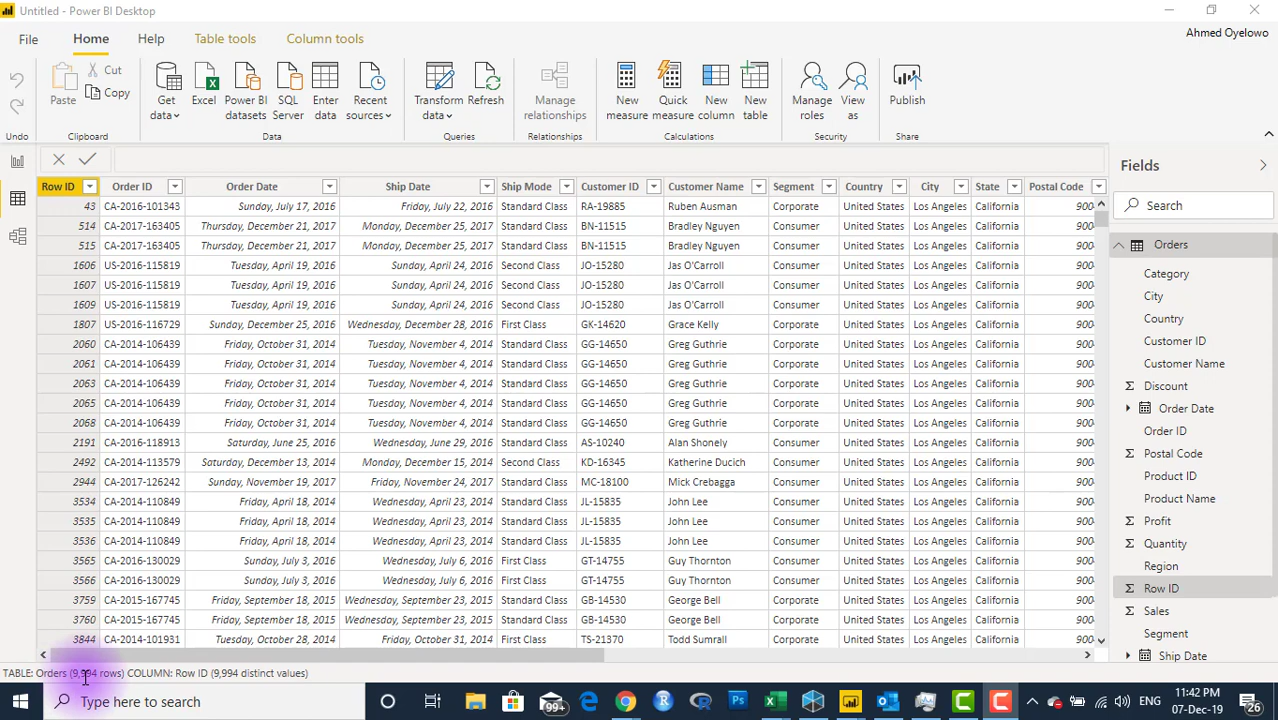 Untitled - Power BI Desktop
Ahmed Oyelowo
File Home Help Table tools Column tools
Paste Cut Copy
Get data Excel Power BI datasets SQL Server Enter data Recent sources
Transform data Refresh
Manage relationships
New measure Quick measure New column New table
Manage roles View as
Publish
Undo Clipboard Data Queries Relationships Calculations Security Share
Row ID Order ID Order Date Ship Date Ship Mode Customer ID Customer Name Segment Country City State Postal Code
43 CA-2016-101343 Sunday, July 17, 2016 Friday, July 22, 2016 Standard Class RA-19885 Ruben Ausman Corporate United States Los Angeles California 900
514 CA-2017-163405 Thursday, December 21, 2017 Monday, December 25, 2017 Standard Class BN-11515 Bradley Nguyen Consumer United States Los Angeles California 900
515 CA-2017-163405 Thursday, December 21, 2017 Monday, December 25, 2017 Standard Class BN-11515 Bradley Nguyen Consumer United States Los Angeles California 900
1606 US-2016-115819 Tuesday, April 19, 2016 Sunday, April 24, 2016 Second Class JO-15280 Jas O'Carroll Consumer United States Los Angeles California 900
1607 US-2016-115819 Tuesday, April 19, 2016 Sunday, April 24, 2016 Second Class JO-15280 Jas O'Carroll Consumer United States Los Angeles California 900
1609 US-2016-115819 Tuesday, April 19, 2016 Sunday, April 24, 2016 Second Class JO-15280 Jas O'Carroll Consumer United States Los Angeles California 900
1807 US-2016-116729 Sunday, December 25, 2016 Wednesday, December 28, 2016 First Class GK-14620 Grace Kelly Corporate United States Los Angeles California 900
2060 CA-2014-106439 Friday, October 31, 2014 Tuesday, November 4, 2014 Standard Class GG-14650 Greg Guthrie Corporate United States Los Angeles California 900
2061 CA-2014-106439 Friday, October 31, 2014 Tuesday, November 4, 2014 Standard Class GG-14650 Greg Guthrie Corporate United States Los Angeles California 900
2063 CA-2014-106439 Friday, October 31, 2014 Tuesday, November 4, 2014 Standard Class GG-14650 Greg Guthrie Corporate United States Los Angeles California 900
2065 CA-2014-106439 Friday, October 31, 2014 Tuesday, November 4, 2014 Standard Class GG-14650 Greg Guthrie Corporate United States Los Angeles California 900
2068 CA-2014-106439 Friday, October 31, 2014 Tuesday, November 4, 2014 Standard Class GG-14650 Greg Guthrie Corporate United States Los Angeles California 900
2191 CA-2016-118913 Saturday, June 25, 2016 Wednesday, June 29, 2016 Standard Class AS-10240 Alan Shonely Consumer United States Los Angeles California 900
2492 CA-2014-113579 Saturday, December 13, 2014 Monday, December 15, 2014 Second Class KD-16345 Katherine Ducich Consumer United States Los Angeles California 900
2944 CA-2017-126242 Sunday, November 19, 2017 Friday, November 24, 2017 Standard Class MC-18100 Mick Crebagga Consumer United States Los Angeles California 900
3534 CA-2014-110849 Friday, April 18, 2014 Wednesday, April 23, 2014 Standard Class JL-15835 John Lee Consumer United States Los Angeles California 900
3535 CA-2014-110849 Friday, April 18, 2014 Wednesday, April 23, 2014 Standard Class JL-15835 John Lee Consumer United States Los Angeles California 900
3536 CA-2014-110849 Friday, April 18, 2014 Wednesday, April 23, 2014 Standard Class JL-15835 John Lee Consumer United States Los Angeles California 900
3565 CA-2016-130029 Sunday, July 3, 2016 Wednesday, July 6, 2016 First Class GT-14755 Guy Thornton Consumer United States Los Angeles California 900
3566 CA-2016-130029 Sunday, July 3, 2016 Wednesday, July 6, 2016 First Class GT-14755 Guy Thornton Consumer United States Los Angeles California 900
3759 CA-2015-167745 Friday, September 18, 2015 Wednesday, September 23, 2015 Standard Class GB-14530 George Bell Corporate United States Los Angeles California 900
3760 CA-2015-167745 Friday, September 18, 2015 Wednesday, September 23, 2015 Standard Class GB-14530 George Bell Corporate United States Los Angeles California 900
3844 CA-2014-101931 Tuesday, October 28, 2014 Friday, October 31, 2014 First Class TS-21370 Todd Sumrall Corporate United States Los Angeles California 900
Fields
Search
Orders
Category
City
Country
Customer ID
Customer Name
Discount
Order Date
Order ID
Postal Code
Product ID
Product Name
Profit
Quantity
Region
Row ID
Sales
Segment
Ship Date
TABLE: Orders (9,994 rows) COLUMN: Row ID (9,994 distinct values)
Type here to search
99+
ENG
11:42 PM
07-Dec-19
26